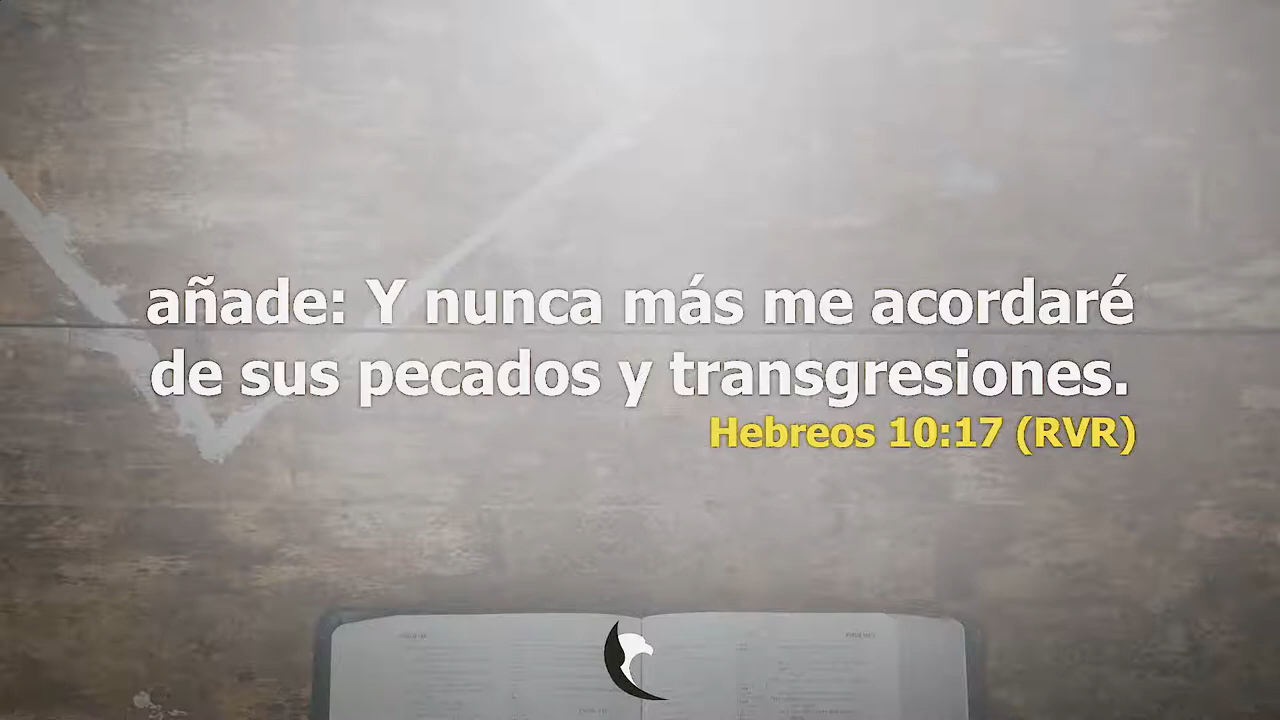 añade: Y nunca más me acordaré
de sus pecados y transgresiones.
Hebreos 10:17 (RVR)